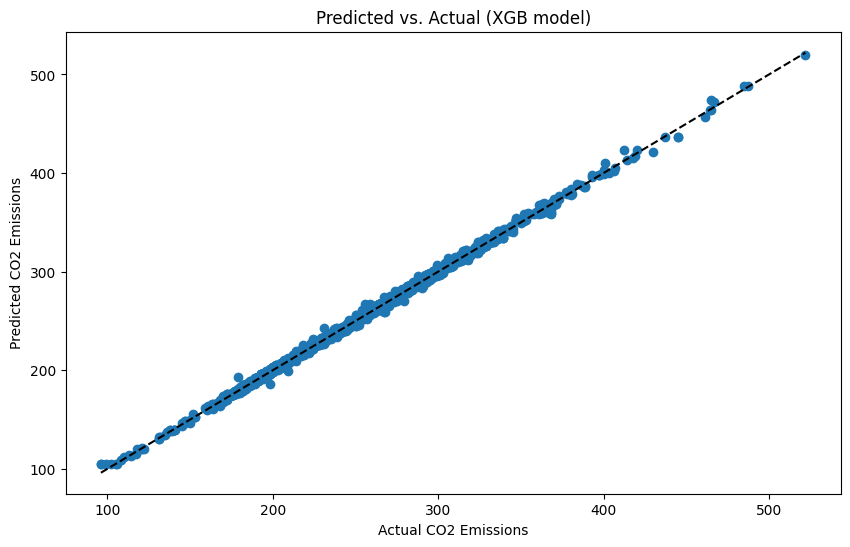 Predicted vs. Actual (XGB model)
500
400
300
200
100
Predicted CO2 Emissions
100 200 300 400 500
Actual CO2 Emissions